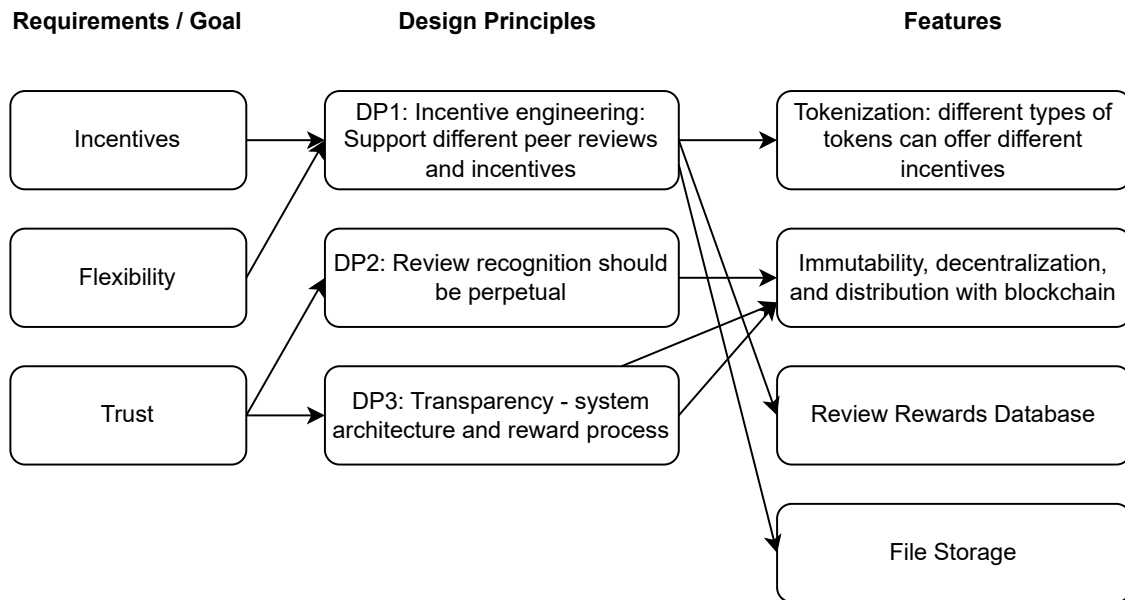 Requirements / Goal
Design Principles
Features
Incentives
DP1: Incentive engineering:
Support different peer reviews
and incentives
Tokenization: different types of
tokens can offer different
incentives
Flexibility
DP2: Review recognition should
be perpetual
Immutability, decentralization,
and distribution with blockchain
Trust
DP3: Transparency - system
architecture and reward process
Review Rewards Database
File Storage